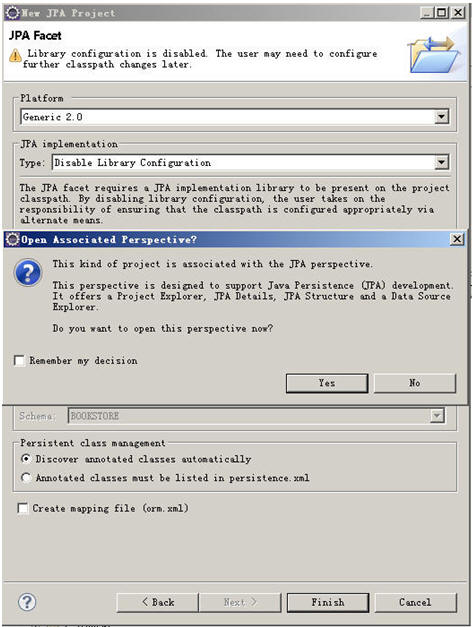 New JPA Project
JPA Facet
Library configuration is disabled. The user may need to configure
further classpath changes later.
Platform
Generic 2.0
JPA implementation
Type: Disable Library Configuration
The JPA facet requires a JPA implementation library to be present on the project
classpath. By disabling library configuration, the user takes on the
responsibility of ensuring that the classpath is configured appropriately via
alternate means.
Open Associated Perspective?
This kind of project is associated with the JPA perspective.
This perspective is designed to support Java Persistence (JPA) development.
It offers a Project Explorer, JPA Details, JPA Structure and a Data Source
Explorer.
Do you want to open this perspective now?
Remember my decision
Yes No
Schema: BOOKSTORE
Persistent class management
Discover annotated classes automatically
Annotated classes must be listed in persistence.xml
Create mapping file (orm.xml)
? < Back Next > Finish Cancel